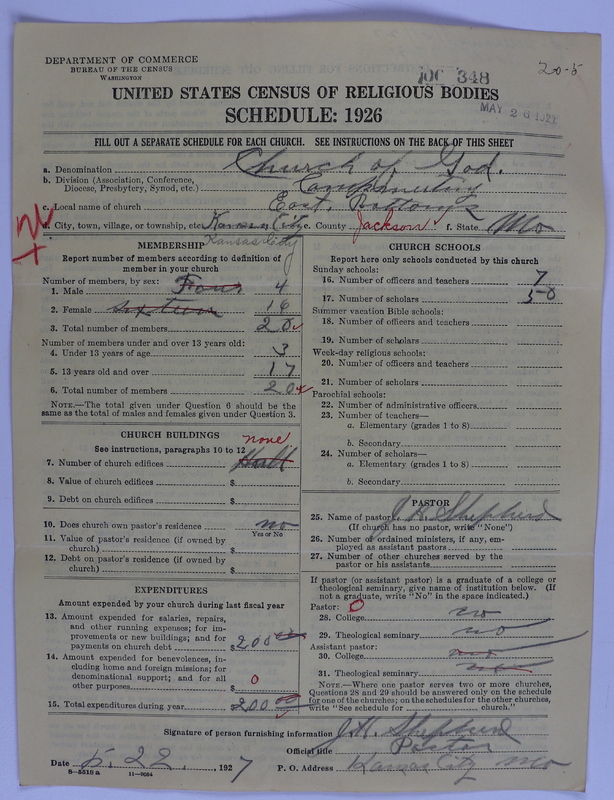 DEPARTMENT OF COMMERCE
BUREAU OF THE CENSUS
WASHINGTON
348
20-5
UNITED STATES CENSUS OF RELIGIOUS BODIES
MAY 26
SCHEDULE: 1926
FILL OUT A SEPARATE SCHEDULE FOR EACH CHURCH. SEE INSTRUCTIONS ON THE BACK OF THIS SHEET
a. Denomination Church of God.
b. Division (Association, Conference, Diocese, Presbytery, Synod, etc.)
c. Local name of church East Bottoms
d. City, town, village, or township, etc. Kansas City e. County Jackson f. State Mo
Kansas City
MEMBERSHIP
Report number of members according to definition of member in your church
Number of members, by sex:
1. Male Four 4
2. Female sixteen 16
3. Total number of members 20
Number of members under and over 13 years old:
4. Under 13 years of age 3
5. 13 years old and over 17
6. Total number of members 20
NOTE.—The total given under Question 6 should be the same as the total of males and females given under Question 3.
CHURCH BUILDINGS
none
See instructions, paragraphs 10 to 12
7. Number of church edifices
8. Value of church edifices $
9. Debt on church edifices $
10. Does church own pastor's residence no
Yes or No
11. Value of pastor's residence (if owned by church) $
12. Debt on pastor's residence (if owned by church) $
EXPENDITURES
Amount expended by your church during last fiscal year
13. Amount expended for salaries, repairs, and other running expenses; for improvements or new buildings; and for payments on church debt $200
14. Amount expended for benevolences, including home and foreign missions; for denominational support; and for all other purposes $ 0
15. Total expenditures during year $200.00
CHURCH SCHOOLS
Report here only schools conducted by this church
Sunday schools:
16. Number of officers and teachers 7
17. Number of scholars 50
Summer vacation Bible schools:
18. Number of officers and teachers
19. Number of scholars
Week-day religious schools:
20. Number of officers and teachers
21. Number of scholars
Parochial schools:
22. Number of administrative officers
23. Number of teachers—
a. Elementary (grades 1 to 8)
b. Secondary
24. Number of scholars—
a. Elementary (grades 1 to 8)
b. Secondary
PASTOR
25. Name of pastor J. H. Shepherd
(If church has no pastor, write "None")
26. Number of ordained ministers, if any, employed as assistant pastors
27. Number of other churches served by the pastor or his assistants
If pastor (or assistant pastor) is a graduate of a college or theological seminary, give name of institution below. (If not a graduate, write "No" in the space indicated.)
Pastor: 0
28. College no
29. Theological seminary no
Assistant pastor:
30. College no
31. Theological seminary
NOTE.—Where one pastor serves two or more churches, Questions 28 and 29 should be answered only on the schedule for one of the churches; on the schedules for the other churches, write "See schedule for church."
Signature of person furnishing information J. H. Shepherd
Official title Pastor
Date 5.22, 1927 P. O. Address Kansas City Mo
8—5518 a 11—9084